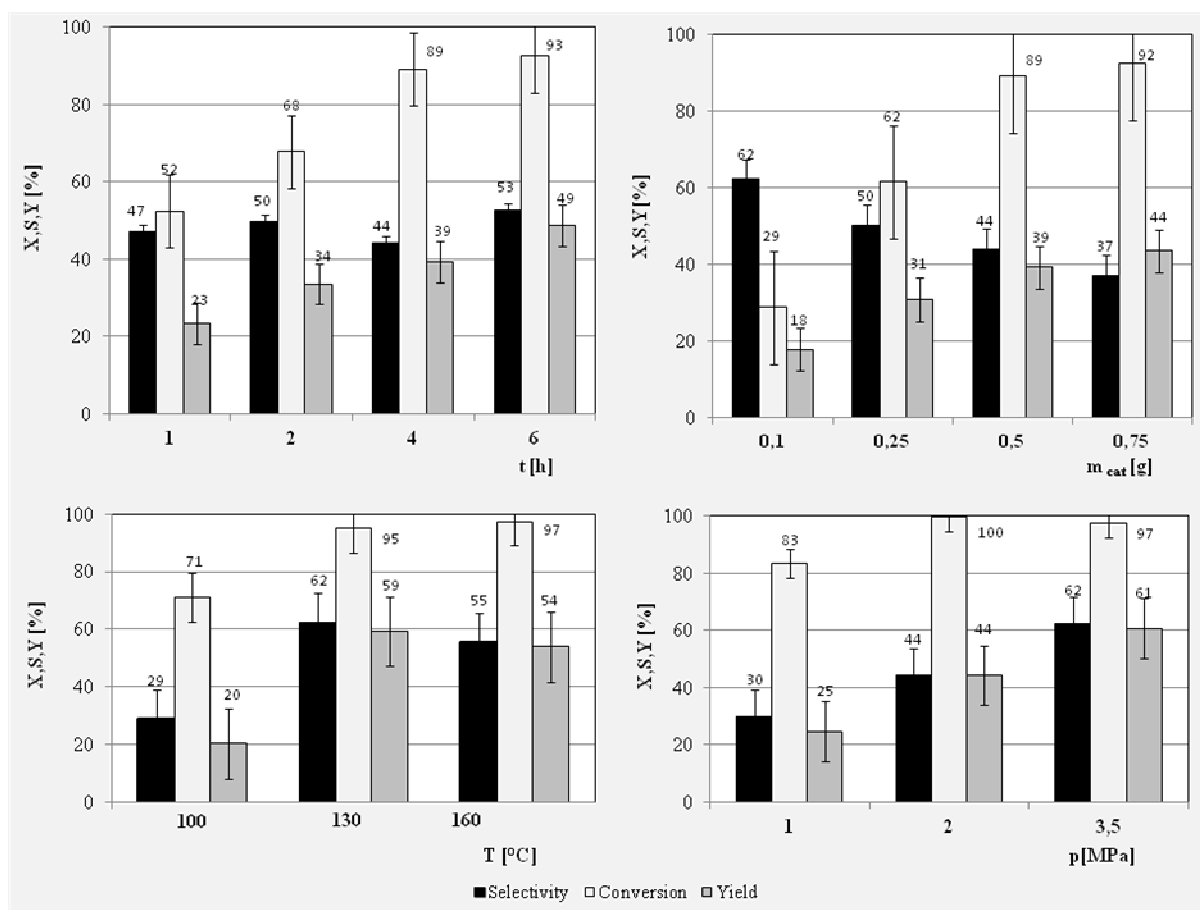 100
80
60
40
20
0
X,S,Y [%]
47 52 23
50 68 34
44 89 39
53 93 49
1 2 4 6
t [h]
100
80
60
40
20
0
X,S,Y [%]
62 29 18
50 62 31
44 89 39
37 92 44
0,1 0,25 0,5 0,75
m cat [g]
100
80
60
40
20
0
X,S,Y [%]
29 71 20
62 95 59
55 97 54
100 130 160
T [°C]
100
80
60
40
20
0
X,S,Y [%]
30 83 25
44 100 44
62 97 61
1 2 3,5
p[MPa]
Selectivity Conversion Yield